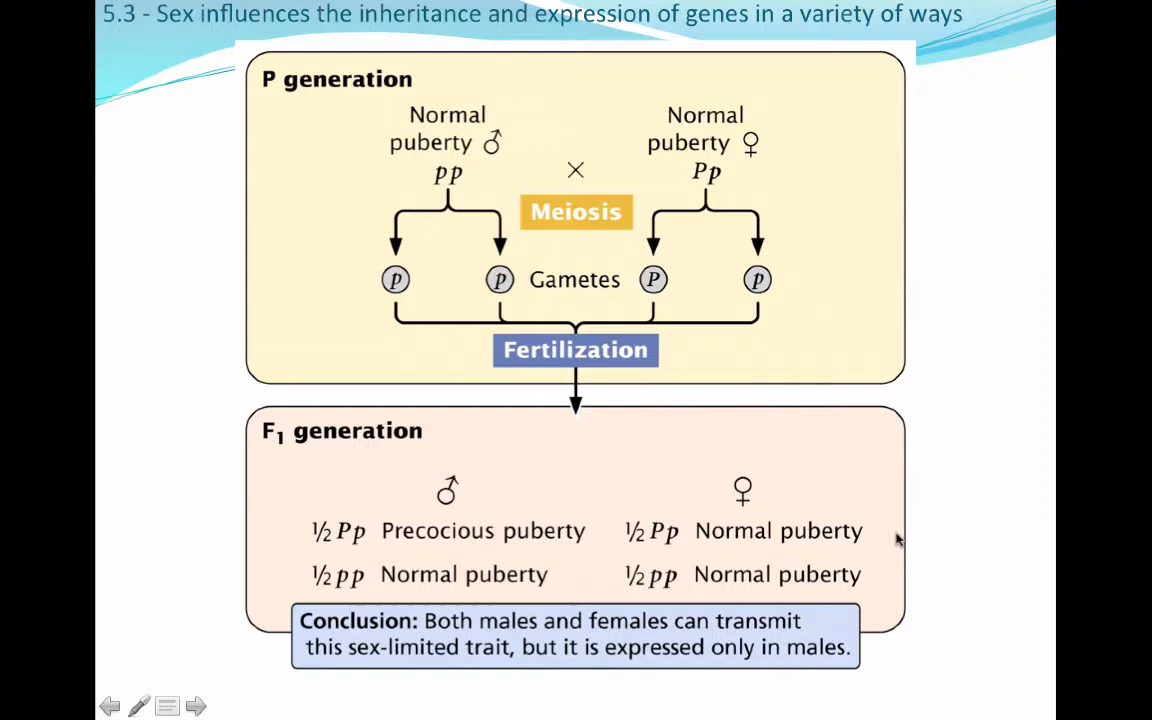 5.3 - Sex influences the inheritance and expression of genes in a variety of ways
P generation
Normal
puberty ♂
pp
×
Normal
puberty ♀
Pp
Meiosis
p p Gametes P p
Fertilization
F₁ generation
♂ ♀
½ Pp Precocious puberty
½ pp Normal puberty
½ Pp Normal puberty
½ pp Normal puberty
Conclusion: Both males and females can transmit
this sex-limited trait, but it is expressed only in males.